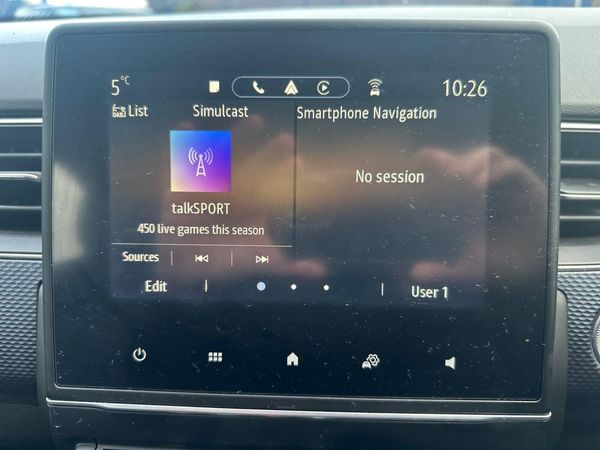 5°C
10:26
DAB List
Simulcast
Smartphone Navigation
talkSPORT
No session
450 live games this season
Sources
Edit
User 1